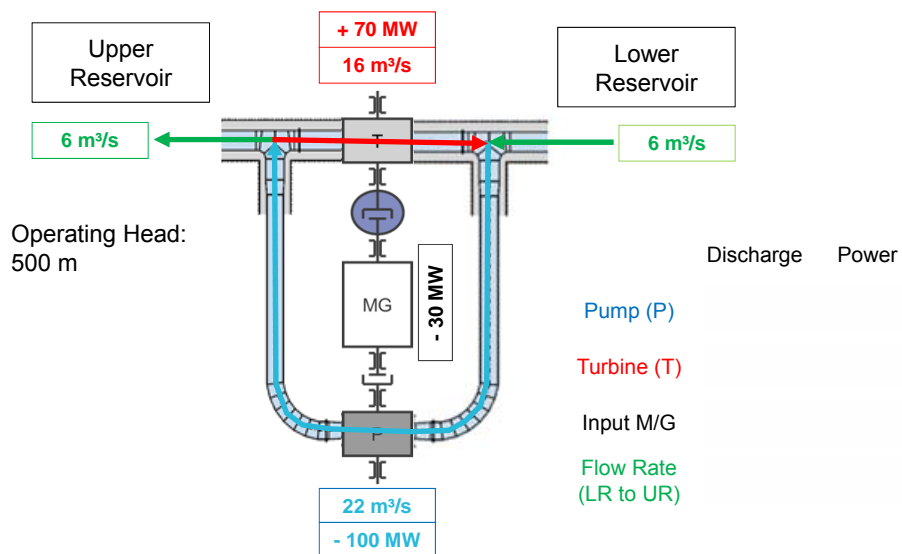 Upper
Reservoir
+ 70 MW
16 m³/s
Lower
Reservoir
6 m³/s
T
6 m³/s
Operating Head:
500 m
MG
- 30 MW
Discharge Power
Pump (P)
Turbine (T)
Input M/G
P
Flow Rate
(LR to UR)
22 m³/s
- 100 MW